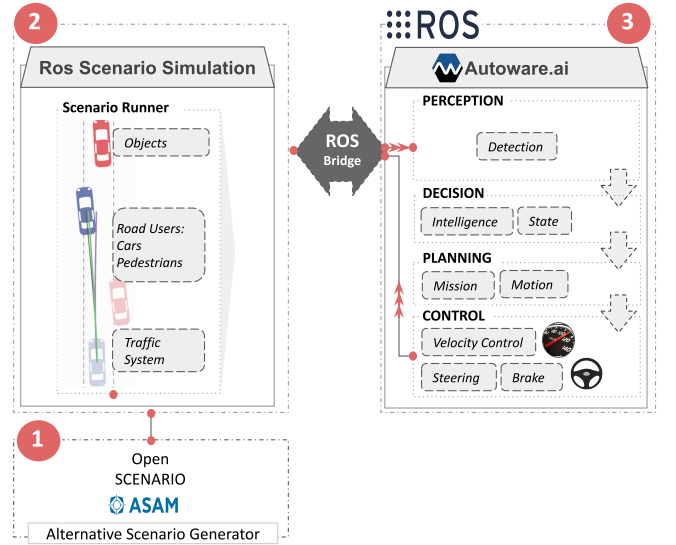 2
Ros Scenario Simulation
Scenario Runner
Objects
Road Users:
Cars
Pedestrians
Traffic
System
1
Open
SCENARIO
ASAM
Alternative Scenario Generator
ROS
Bridge
ROS
3
Autoware.ai
PERCEPTION
Detection
DECISION
Intelligence
State
PLANNING
Mission
Motion
CONTROL
Velocity Control
Steering
Brake